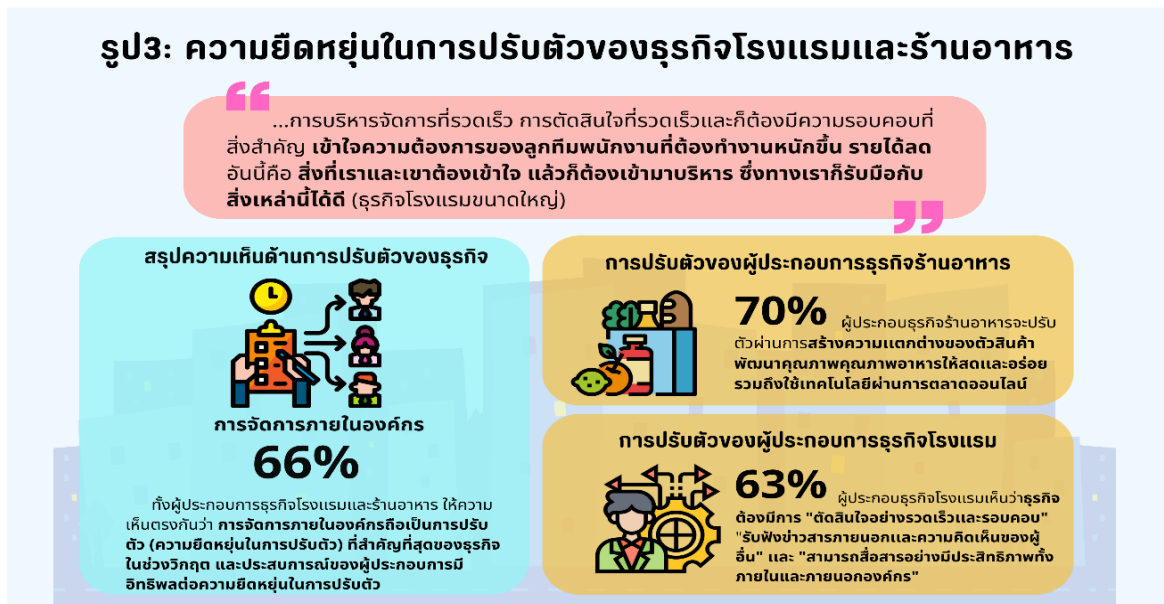 รูป3: ความยืดหยุ่นในการปรับตัวของธุรกิจโรงแรมและร้านอาหาร
...การบริหารจัดการที่รวดเร็ว การตัดสินใจที่รวดเร็วและก็ต้องมีความรอบคอบที่
สิ่งสำคัญ เข้าใจความต้องการของลูกทีมพนักงานที่ต้องทำงานหนักขึ้น รายได้ลด
อันนี้คือ สิ่งที่เราและเขาต้องเข้าใจ แล้วก็ต้องเข้ามาบริหาร ซึ่งทางเราก็รับมือกับ
สิ่งเหล่านี้ได้ดี (ธุรกิจโรงแรมขนาดใหญ่)
สรุปความเห็นด้านการปรับตัวของธุรกิจ
การจัดการภายในองค์กร
66%
ทั้งผู้ประกอบการธุรกิจโรงแรมและร้านอาหาร ให้ความ
เห็นตรงกันว่า การจัดการภายในองค์กรถือเป็นการปรับ
ตัว (ความยืดหยุ่นในการปรับตัว) ที่สำคัญที่สุดของธุรกิจ
ในช่วงวิกฤต และประสบการณ์ของผู้ประกอบการมี
อิทธิพลต่อความยืดหยุ่นในการปรับตัว
การปรับตัวของผู้ประกอบการธุรกิจร้านอาหาร
70% ผู้ประกอบธุรกิจร้านอาหารจะปรับ
ตัวผ่านการสร้างความแตกต่างของตัวสินค้า
พัฒนาคุณภาพคุณภาพอาหารให้สดและอร่อย
รวมถึงใช้เทคโนโลยีผ่านการตลาดออนไลน์
การปรับตัวของผู้ประกอบการธุรกิจโรงแรม
63% ผู้ประกอบธุรกิจโรงแรมเห็นว่าธุรกิจ
ต้องมีการ "ตัดสินใจอย่างรวดเร็วและรอบคอบ"
"รับฟังข่าวสารภายนอกและความคิดเห็นของผู้
อื่น" และ "สามารถสื่อสารอย่างมีประสิทธิภาพทั้ง
ภายในและภายนอกองค์กร"